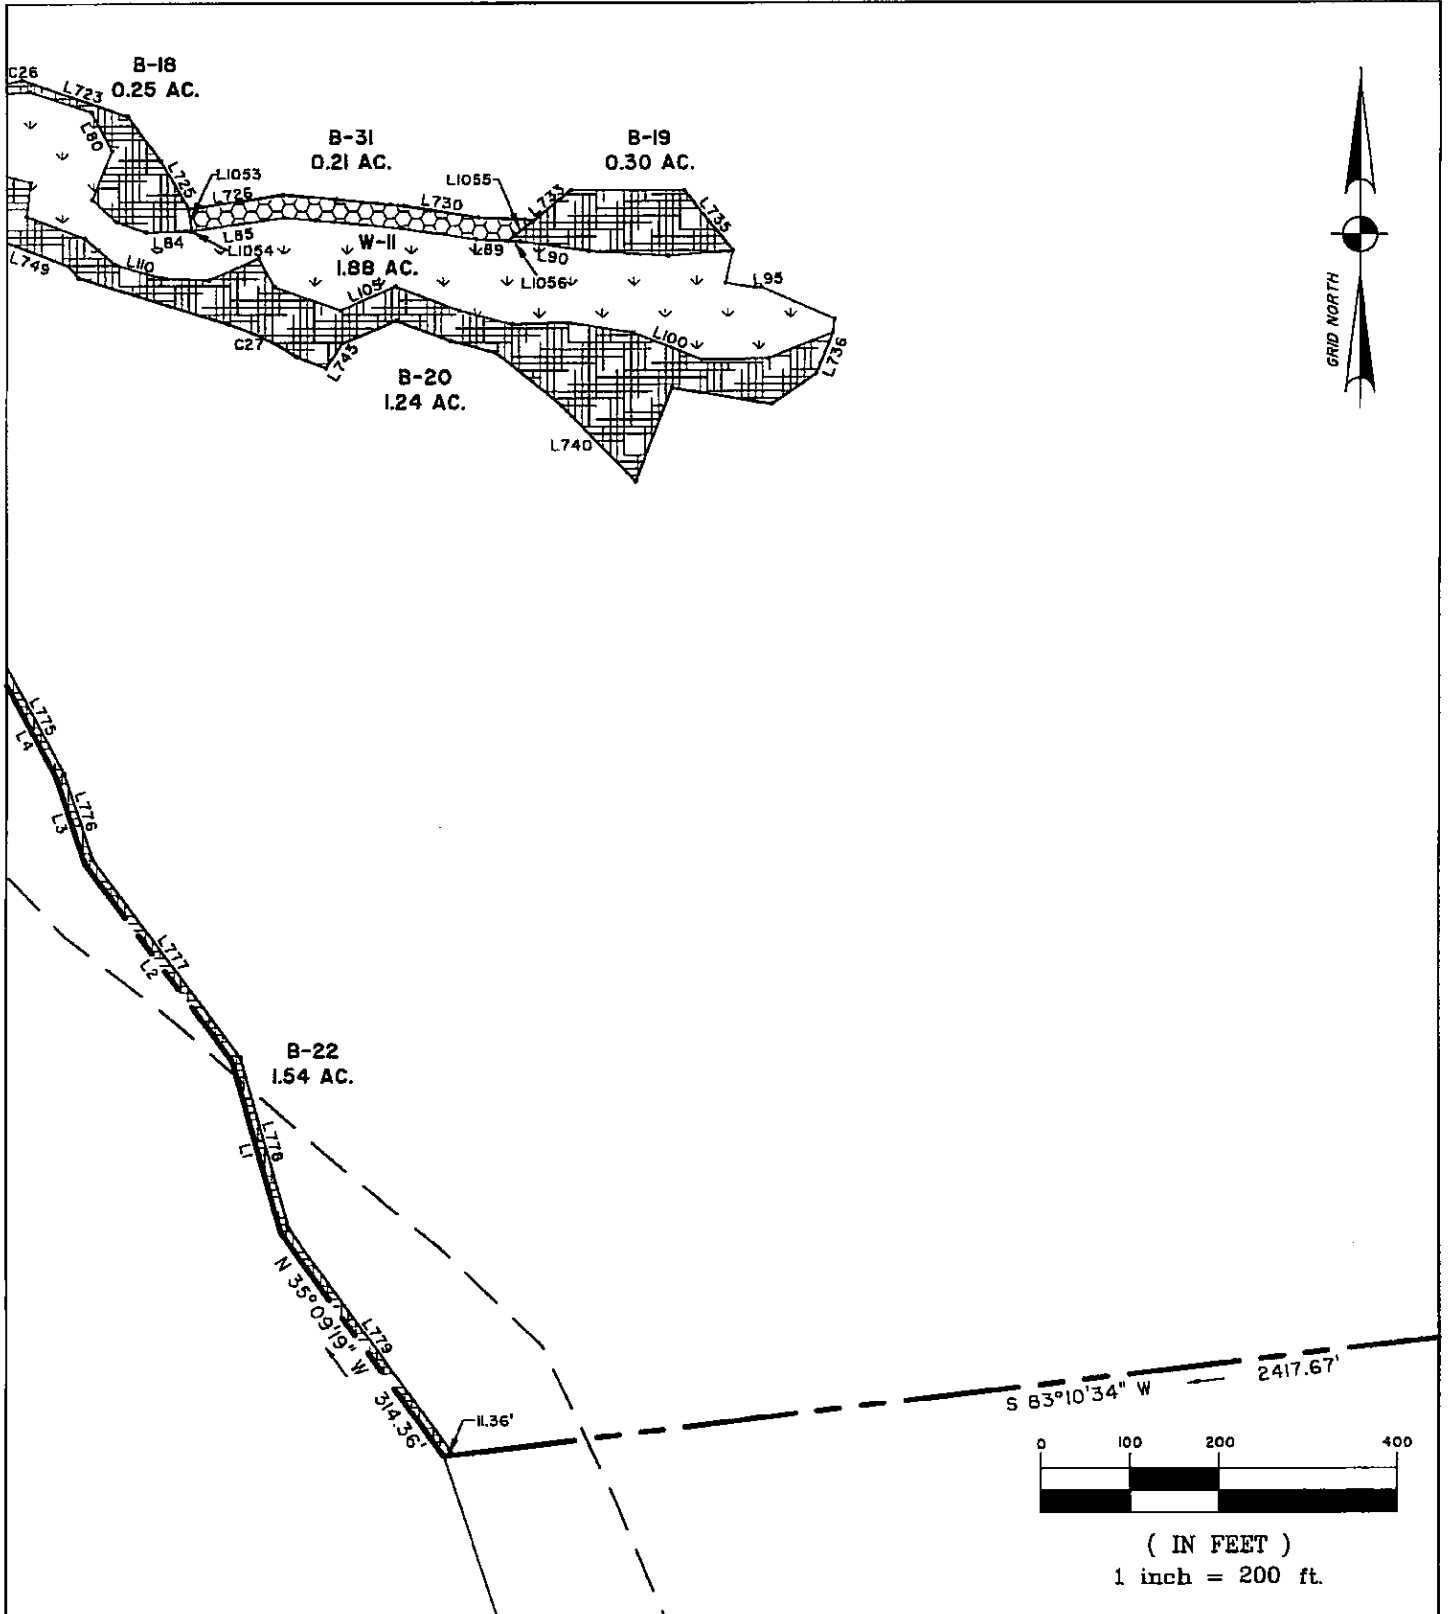 C26
L723
B-18
0.25 AC.
L80
B-31
0.21 AC.
B-19
0.30 AC.
L725
L1053
L726
L730
L1055
L733
L735
L84
L85
L1054
W-11
1.88 AC.
L89
L90
L1056
L95
L749
L110
L105
L100
C27
L745
L736
B-20
1.24 AC.
L740
GRID NORTH
L775
L4
L776
L3
L777
L2
B-22
1.54 AC.
L778
L1
N 35°09'19" W 314.36'
L779
11.36'
S 83°10'34" W
2417.67'
0 100 200 400
( IN FEET )
1 inch = 200 ft.